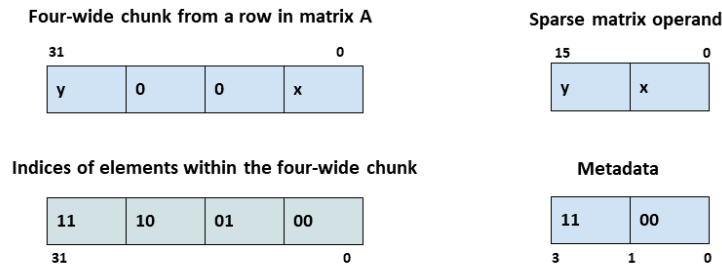 Four-wide chunk from a row in matrix A
31 0
y 0 0 x
Sparse matrix operand
15 0
y x
Indices of elements within the four-wide chunk
11 10 01 00
31 0
Metadata
11 00
3 1 0